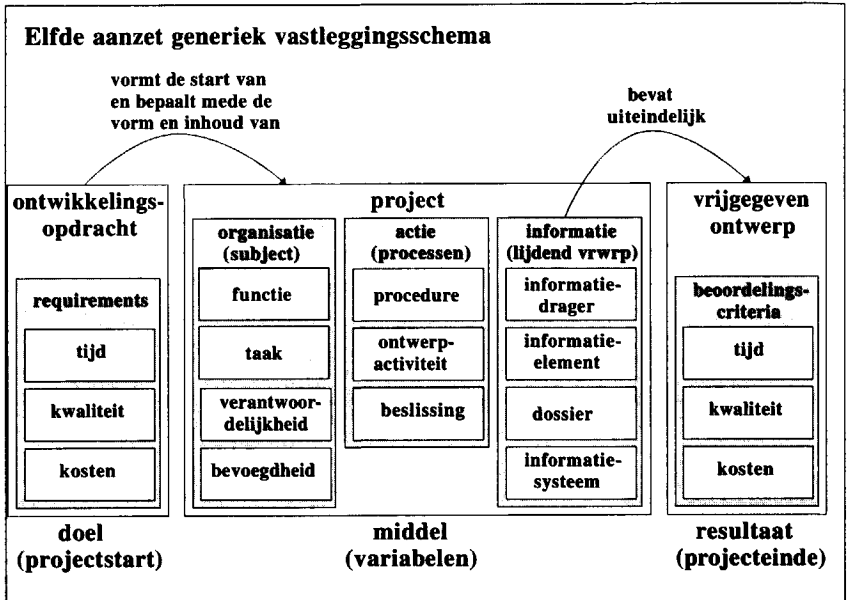 Elfde aanzet generiek vastleggingsschema
vormt de start van
en bepaalt mede de
vorm en inhoud van
bevat
uiteindelijk
ontwikkelings-
opdracht
requirements
tijd
kwaliteit
kosten
doel
(projectstart)
project
organisatie
(subject)
functie
taak
verantwoor-
delijkheid
bevoegdheid
actie
(processen)
procedure
ontwerp-
activiteit
beslissing
informatie
(lijdend vrwrp)
informatie-
drager
informatie-
element
dossier
informatie-
systeem
middel
(variabelen)
vrijgegeven
ontwerp
beoordelings-
criteria
tijd
kwaliteit
kosten
resultaat
(projecteinde)